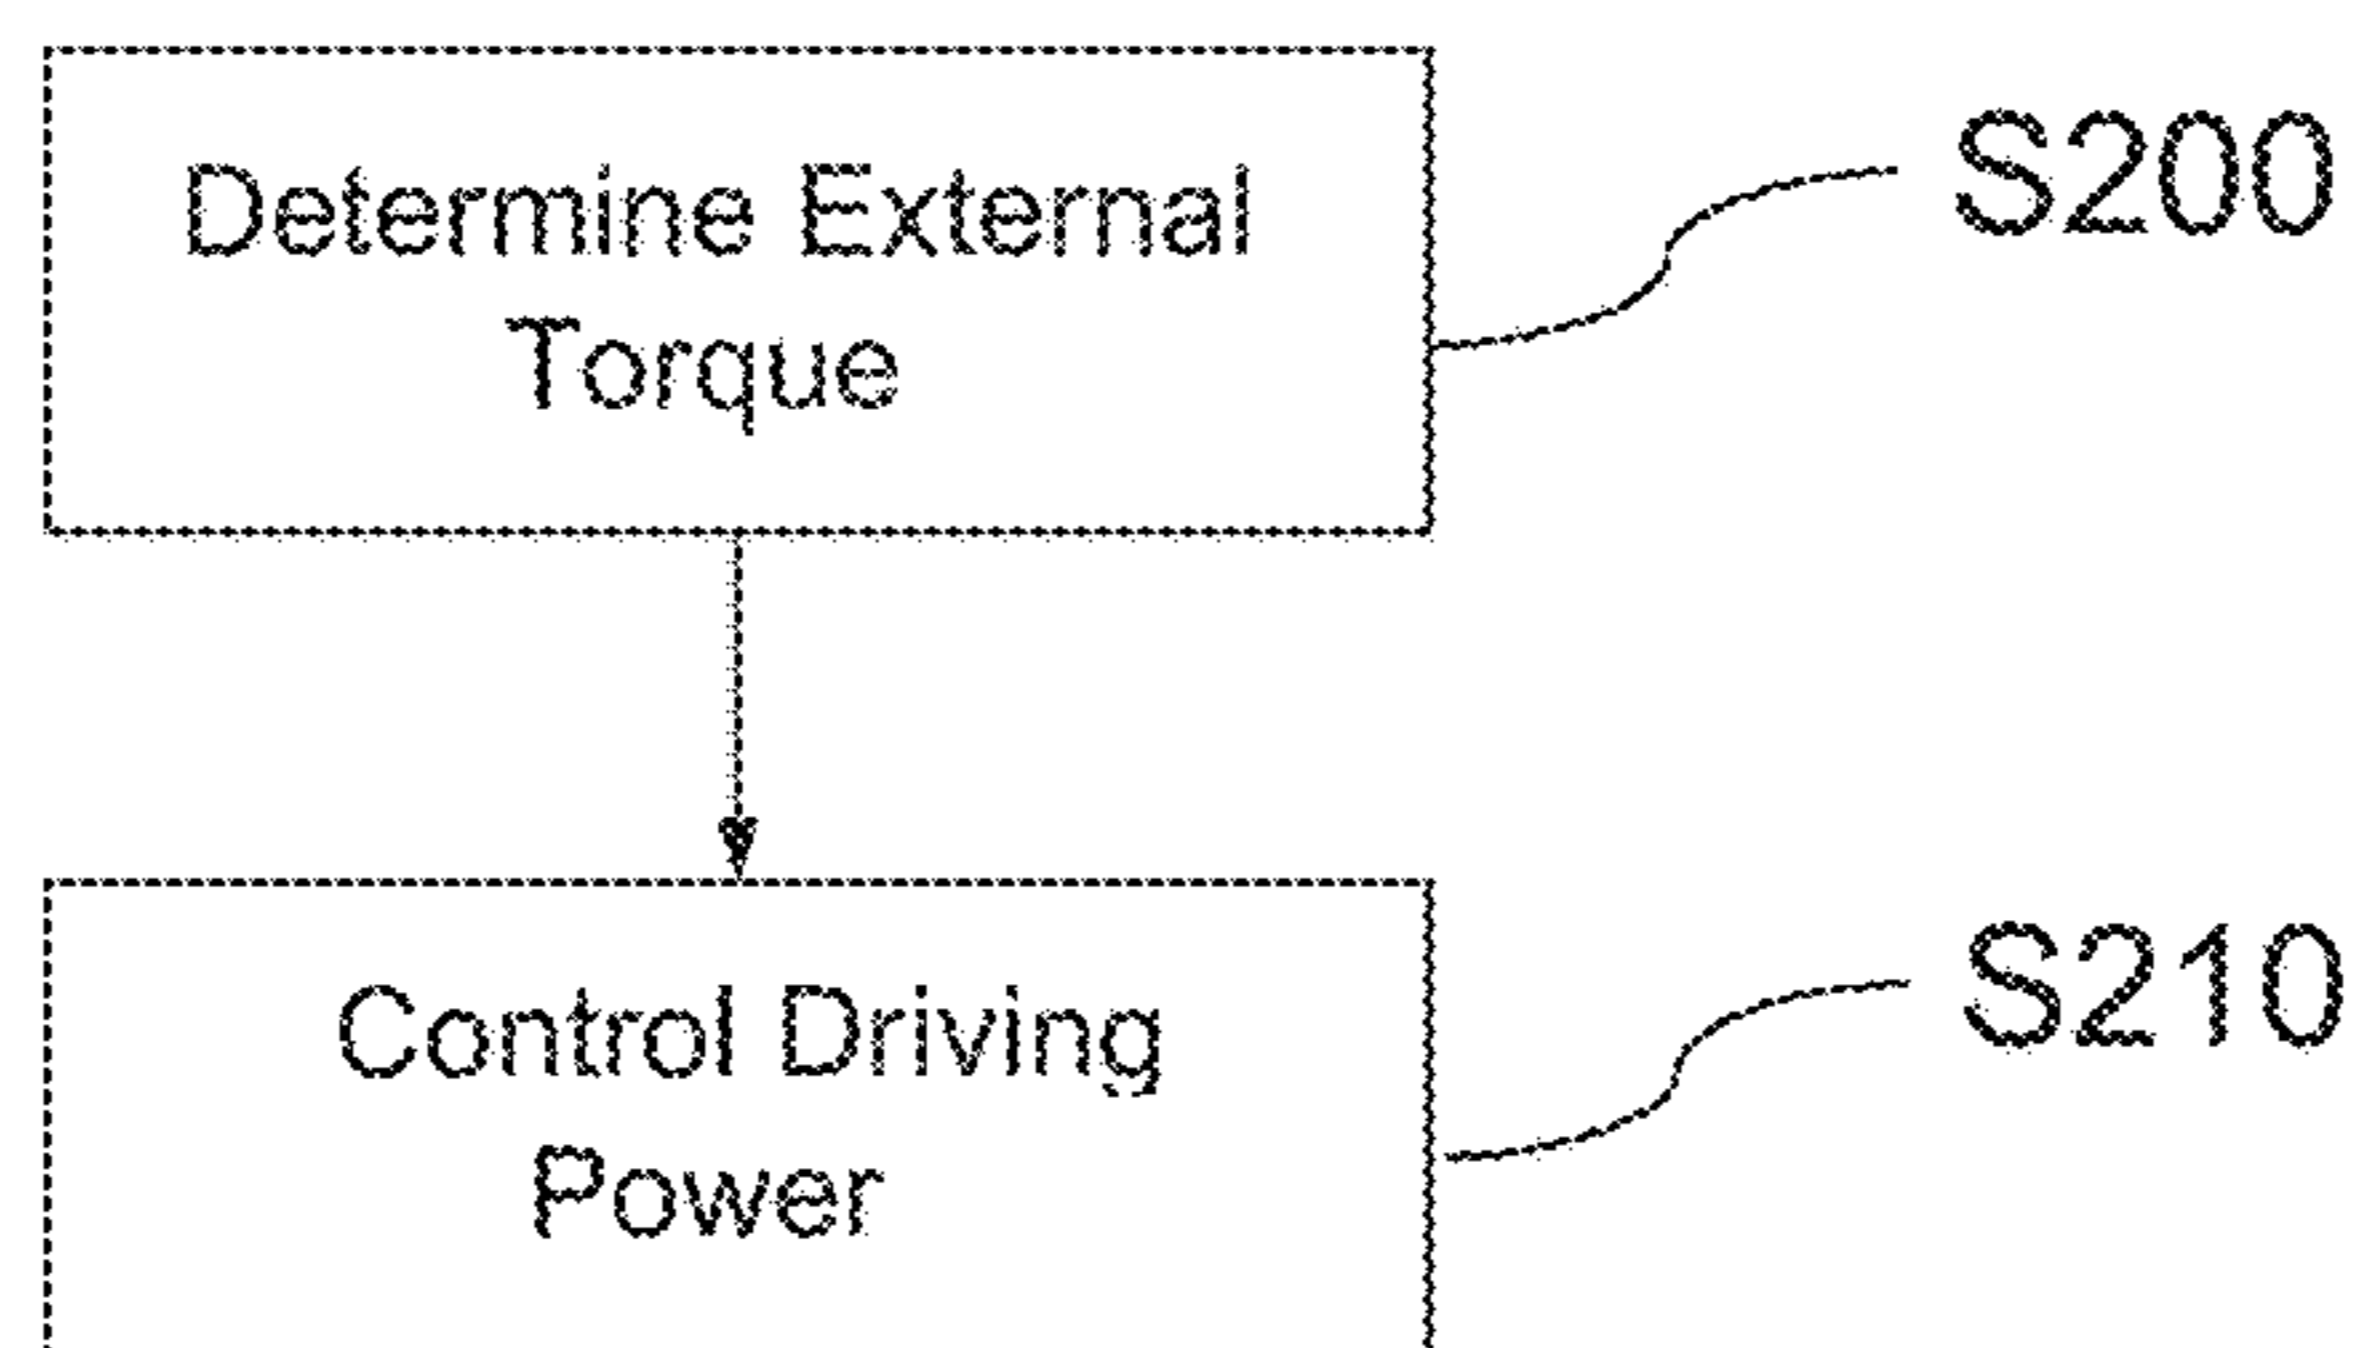 Determine External
Torque
S200
Control Driving
Power
S210